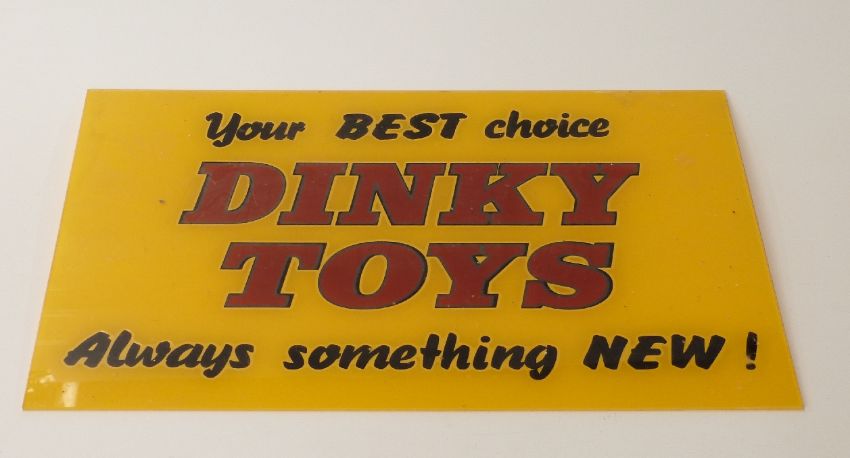 Your BEST choice
DINKY
TOYS
Always something NEW !